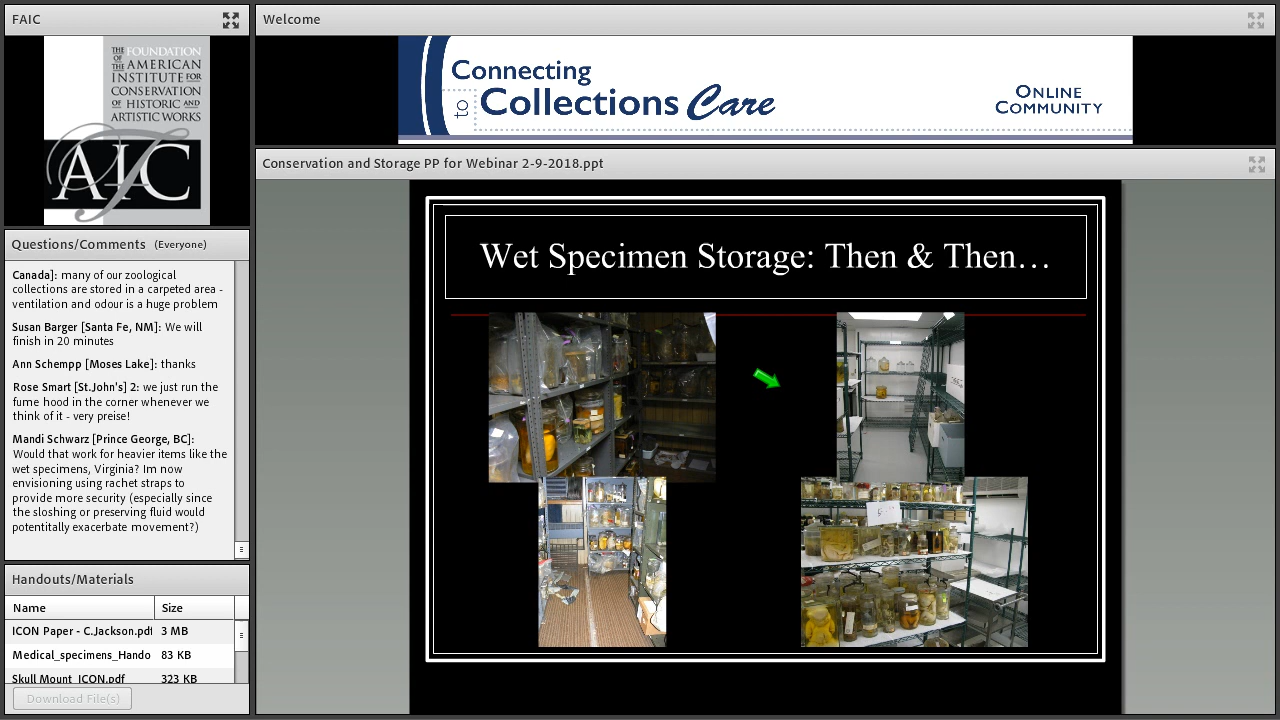 FAIC
THE FOUNDATION
OF THE AMERICAN
INSTITUTE FOR
CONSERVATION
OF HISTORIC AND
ARTISTIC WORKS
AIC
Questions/Comments (Everyone)
Canada]: many of our zoological
collections are stored in a carpeted area -
ventilation and odour is a huge problem
Susan Barger [Santa Fe, NM]: We will
finish in 20 minutes
Ann Schempp [Moses Lake]: thanks
Rose Smart [St.John's] 2: we just run the
fume hood in the corner whenever we
think of it - very preise!
Mandi Schwarz [Prince George, BC]:
Would that work for heavier items like the
wet specimens, Virginia? Im now
envisioning using rachet straps to
provide more security (especially since
the sloshing or preserving fluid would
potentitally exacerbate movement?)
Handouts/Materials
Name Size
ICON Paper - C.Jackson.pdf 3 MB
Medical_specimens_Hando 83 KB
Skull Mount_ICON.pdf 323 KB
Download File(s)
Welcome
Connecting
to Collections Care
ONLINE
COMMUNITY
Conservation and Storage PP for Webinar 2-9-2018.ppt
Wet Specimen Storage: Then & Then…